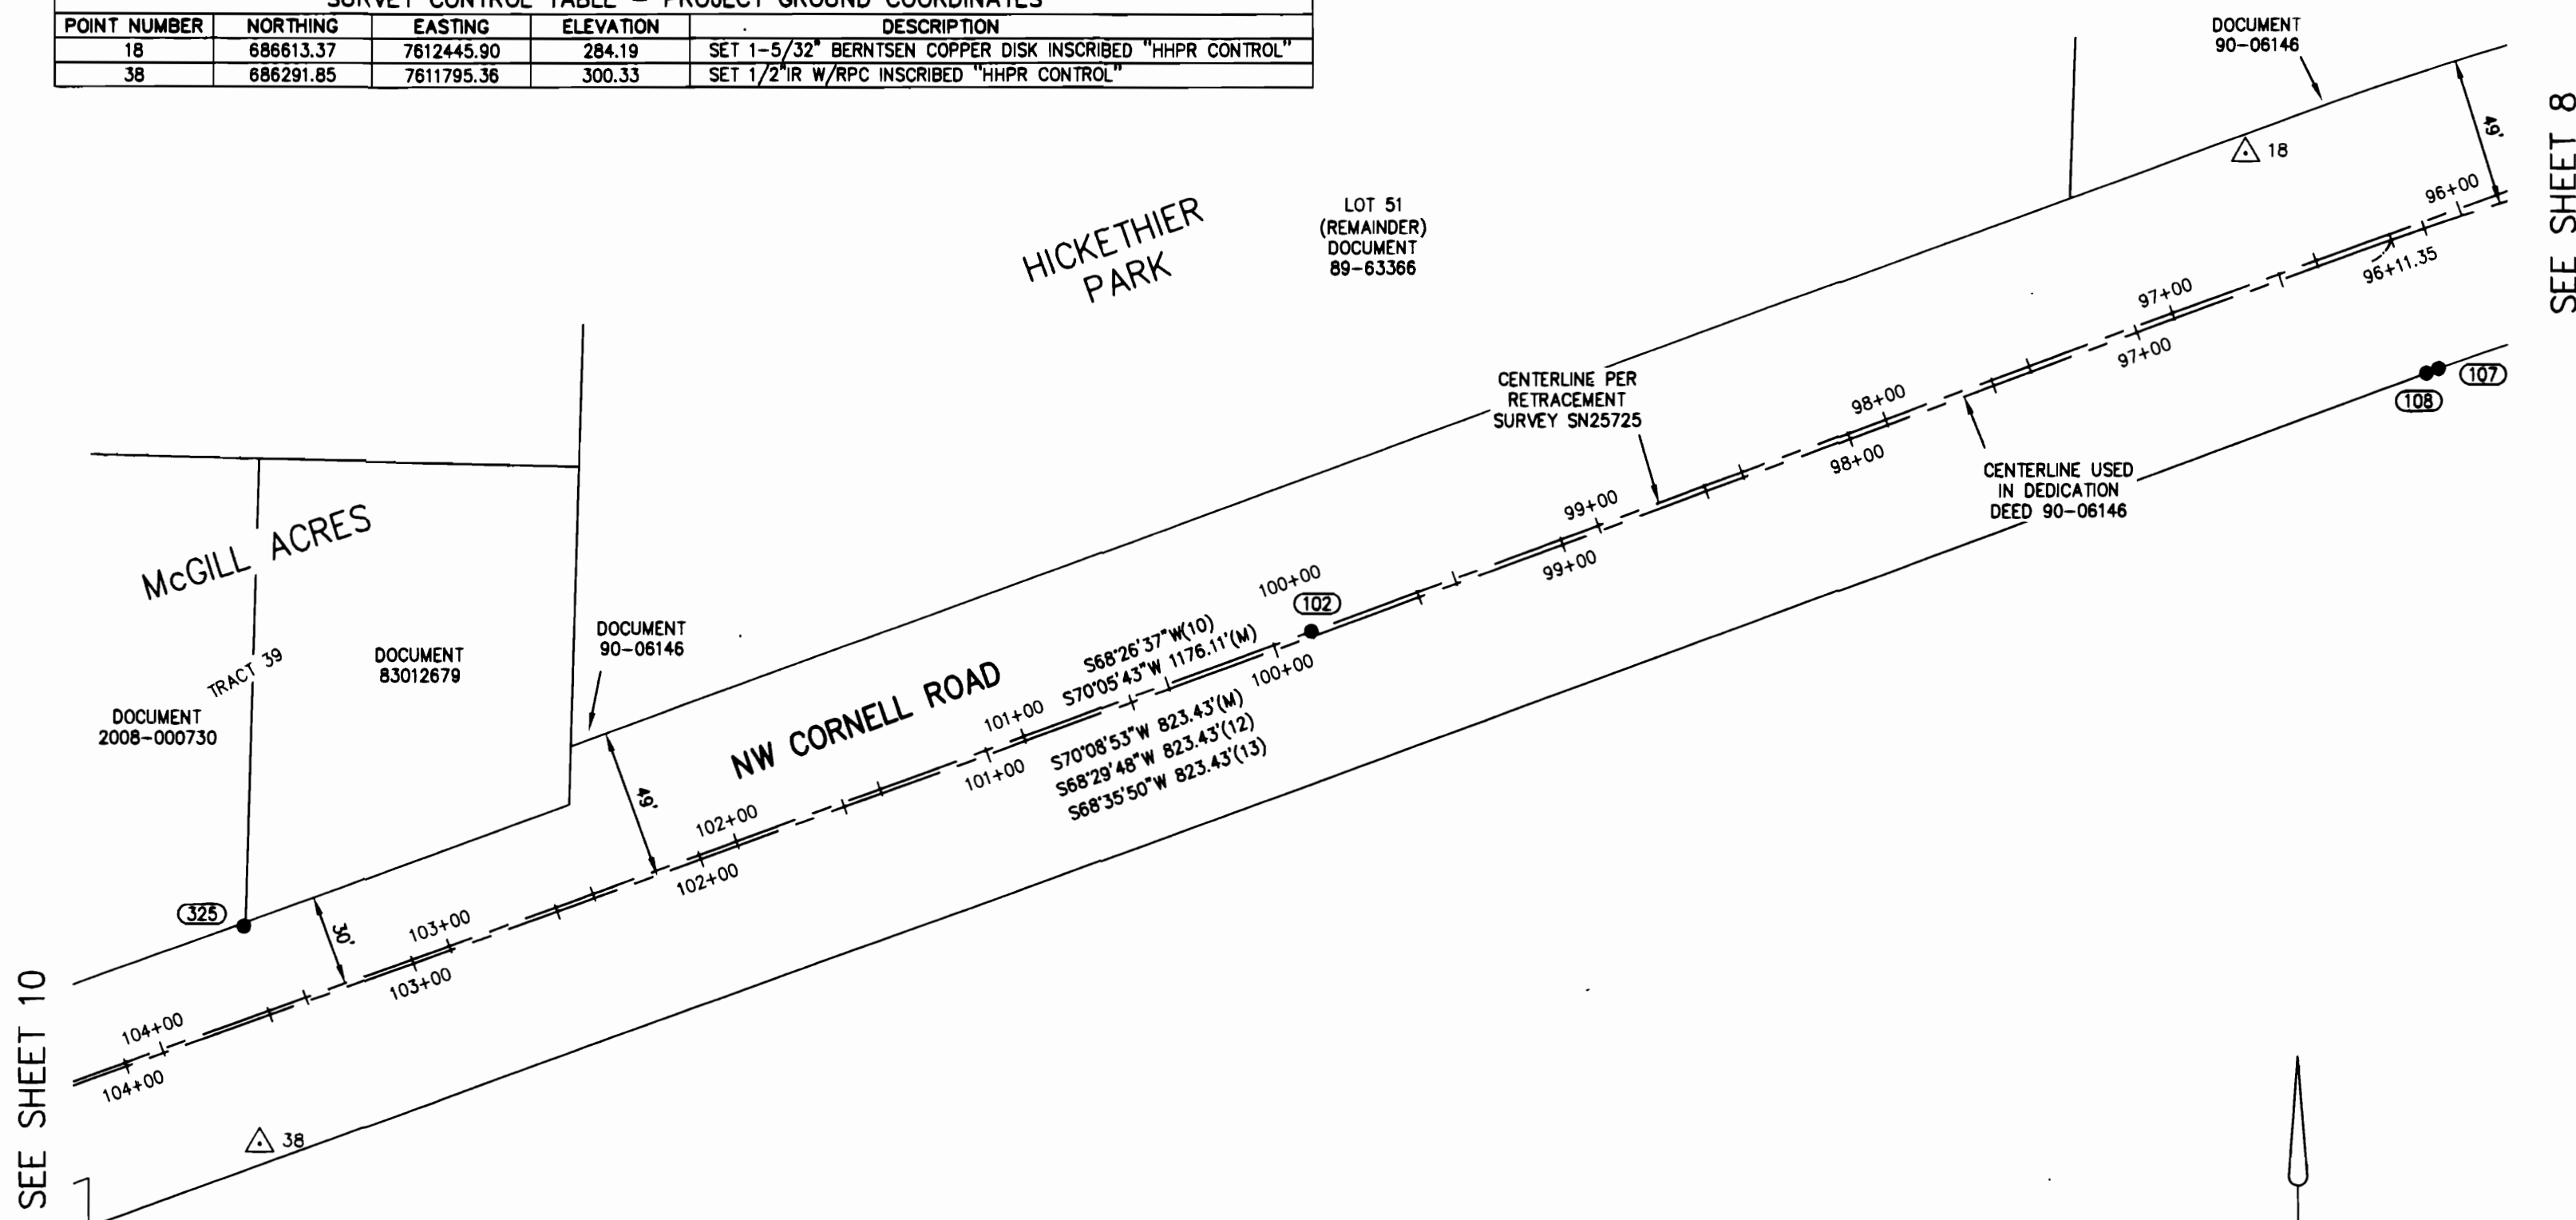 SURVEY CONTROL TABLE - PROJECT GROUND COORDINATES
POINT NUMBER NORTHING EASTING ELEVATION DESCRIPTION
18 686613.37 7612445.90 284.19 SET 1-5/32" BERNTSEN COPPER DISK INSCRIBED "HHPR CONTROL"
38 686291.85 7611795.36 300.33 SET 1/2"IR W/RPC INSCRIBED "HHPR CONTROL"
DOCUMENT
90-06146
SEE SHEET 8
49'
18
96+00
96+11.35
HICKETHIER
PARK
LOT 51
(REMAINDER)
DOCUMENT
89-63366
97+00
97+00
107
108
CENTERLINE PER
RETRACEMENT
SURVEY SN25725
98+00
98+00
CENTERLINE USED
IN DEDICATION
DEED 90-06146
99+00
99+00
McGILL ACRES
TRACT 39
DOCUMENT
83012679
DOCUMENT
2008-000730
DOCUMENT
90-06146
100+00
102
100+00
S68°26'37"W(10)
S70°05'43"W 1176.11'(M)
NW CORNELL ROAD
101+00
101+00
S70°08'53"W 823.43'(M)
S68°29'48"W 823.43'(12)
S68°35'50"W 823.43'(13)
49'
102+00
102+00
325
30'
103+00
103+00
104+00
104+00
38
SEE SHEET 10